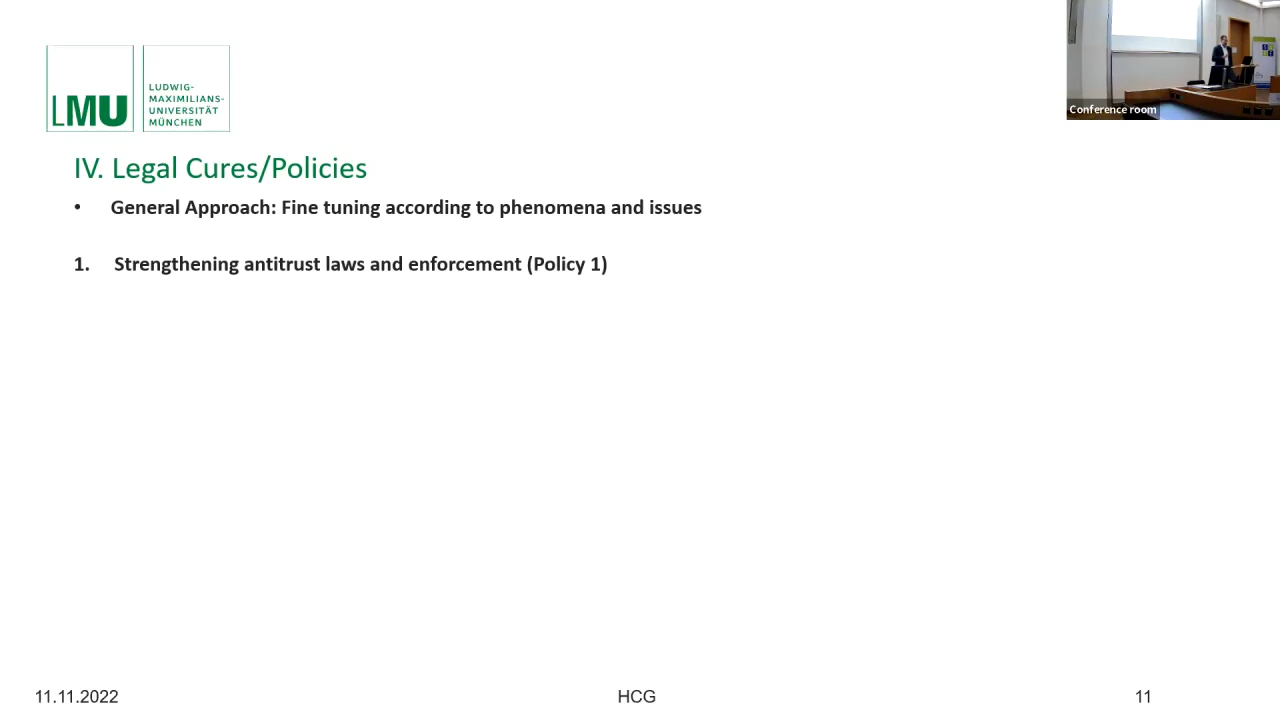 LMU
LUDWIG-
MAXIMILIANS-
UNIVERSITÄT
MÜNCHEN
Conference room
IV. Legal Cures/Policies
• General Approach: Fine tuning according to phenomena and issues
1. Strengthening antitrust laws and enforcement (Policy 1)
11.11.2022
HCG
11